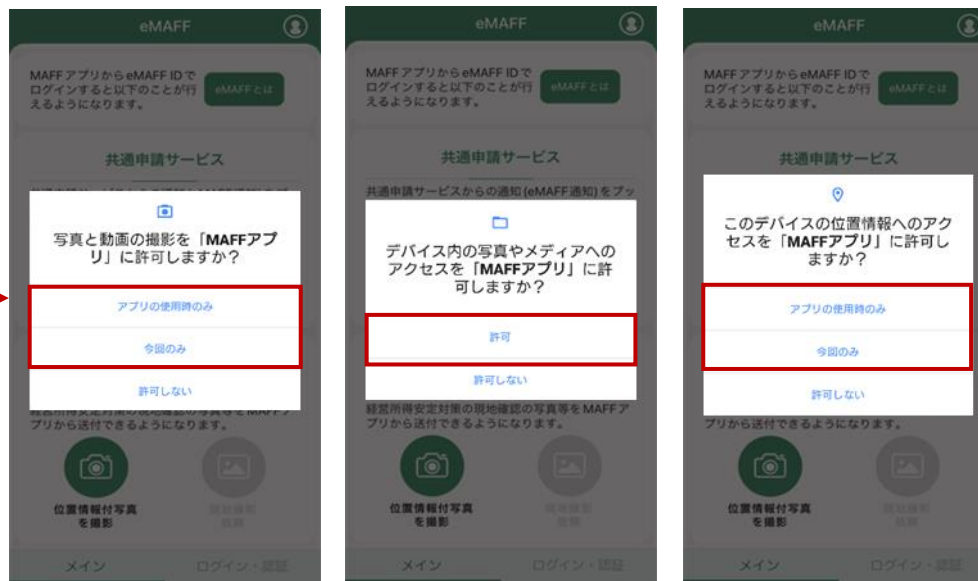 eMAFF
MAFFアプリからeMAFF IDで
ログインすると以下のことが行
えるようになります。
eMAFFとは
共通申請サービス
写真と動画の撮影を「MAFFアプ
リ」に許可しますか？
アプリの使用時のみ
今回のみ
許可しない
経営所得安定対策の現地確認の写真等をMAFFア
プリから送付できるようになります。
位置情報付写真
を撮影
メイン
ログイン・認証
eMAFF
MAFFアプリからeMAFF IDで
ログインすると以下のことが行
えるようになります。
eMAFFとは
共通申請サービス
共通申請サービスからの通知(eMAFF通知)をプッ
デバイス内の写真やメディアへの
アクセスを「MAFFアプリ」に許
可しますか？
許可
許可しない
経営所得安定対策の現地確認の写真等をMAFFア
プリから送付できるようになります。
位置情報付写真
を撮影
メイン
ログイン・認証
eMAFF
MAFFアプリからeMAFF IDで
ログインすると以下のことが行
えるようになります。
eMAFFとは
共通申請サービス
このデバイスの位置情報へのアク
セスを「MAFFアプリ」に許可し
ますか？
アプリの使用時のみ
今回のみ
許可しない
プリから送付できるようになります。
位置情報付写真
を撮影
メイン
ログイン・認証